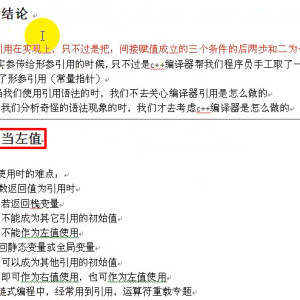 结论
引用在实现上，只不过是把：间接赋值成立的三个条件的后两步和二为
实参传给形参引用的时候，只不过是c++编译器帮我们程序员手工取了一
了形参引用（常量指针）
当我们使用引用语法的时，我们不去关心编译器引用是怎么做的
我们分析奇怪的语法现象的时，我们才去考虑c++编译器是怎么做的
当左值
使用时的难点：
数返回值为引用时
若返回栈变量
不能成为其它引用的初始值
不能作为左值使用
回静态变量或全局变量
可以成为其他引用的初始值
即可作为右值使用，也可作为左值使用
链式编程中，经常用到引用，运算符重载专题